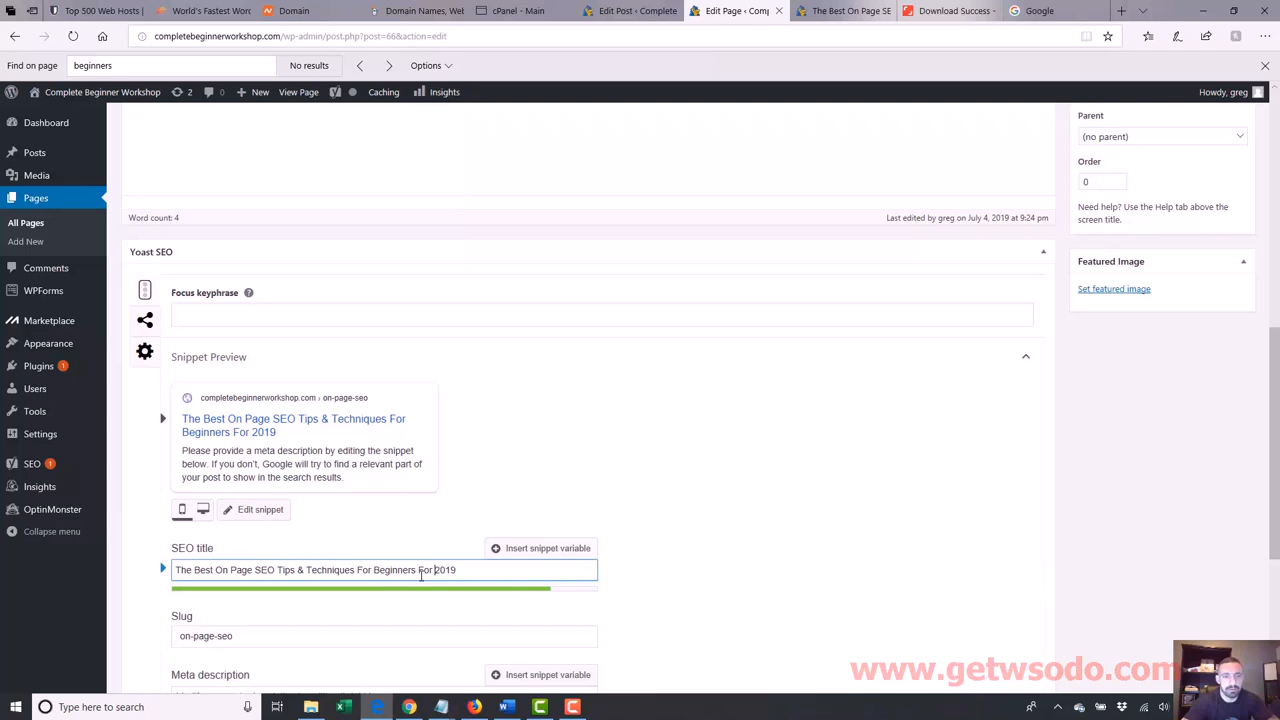 Top 500 Web Hosts
World's Fastest Wor
Domain
Domain Names, Web
cPanel - Main
Edit Post ‹ Complete
Edit Page ‹ Comp
The Best On Page SE
Download Success -
Google
completebeginnerworkshop.com/wp-admin/post.php?post=66&action=edit
Find on page
beginners
No results
Options
Complete Beginner Workshop
2
0
New
View Page
Caching
Insights
Howdy, greg
Dashboard
Posts
Media
Pages
All Pages
Add New
Comments
WPForms
Marketplace
Appearance
Plugins 1
Users
Tools
Settings
SEO 1
Insights
OptinMonster
Collapse menu
Word count: 4
Last edited by greg on July 4, 2019 at 9:24 pm
Yoast SEO
Focus keyphrase
Snippet Preview
completebeginnerworkshop.com › on-page-seo
The Best On Page SEO Tips & Techniques For
Beginners For 2019
Please provide a meta description by editing the snippet
below. If you don't, Google will try to find a relevant part of
your post to show in the search results.
Edit snippet
SEO title
Insert snippet variable
The Best On Page SEO Tips & Techniques For Beginners For 2019
Slug
on-page-seo
Meta description
Insert snippet variable
Parent
(no parent)
Order
0
Need help? Use the Help tab above the
screen title.
Featured Image
Set featured image
www.getwsodo.com
Type here to search